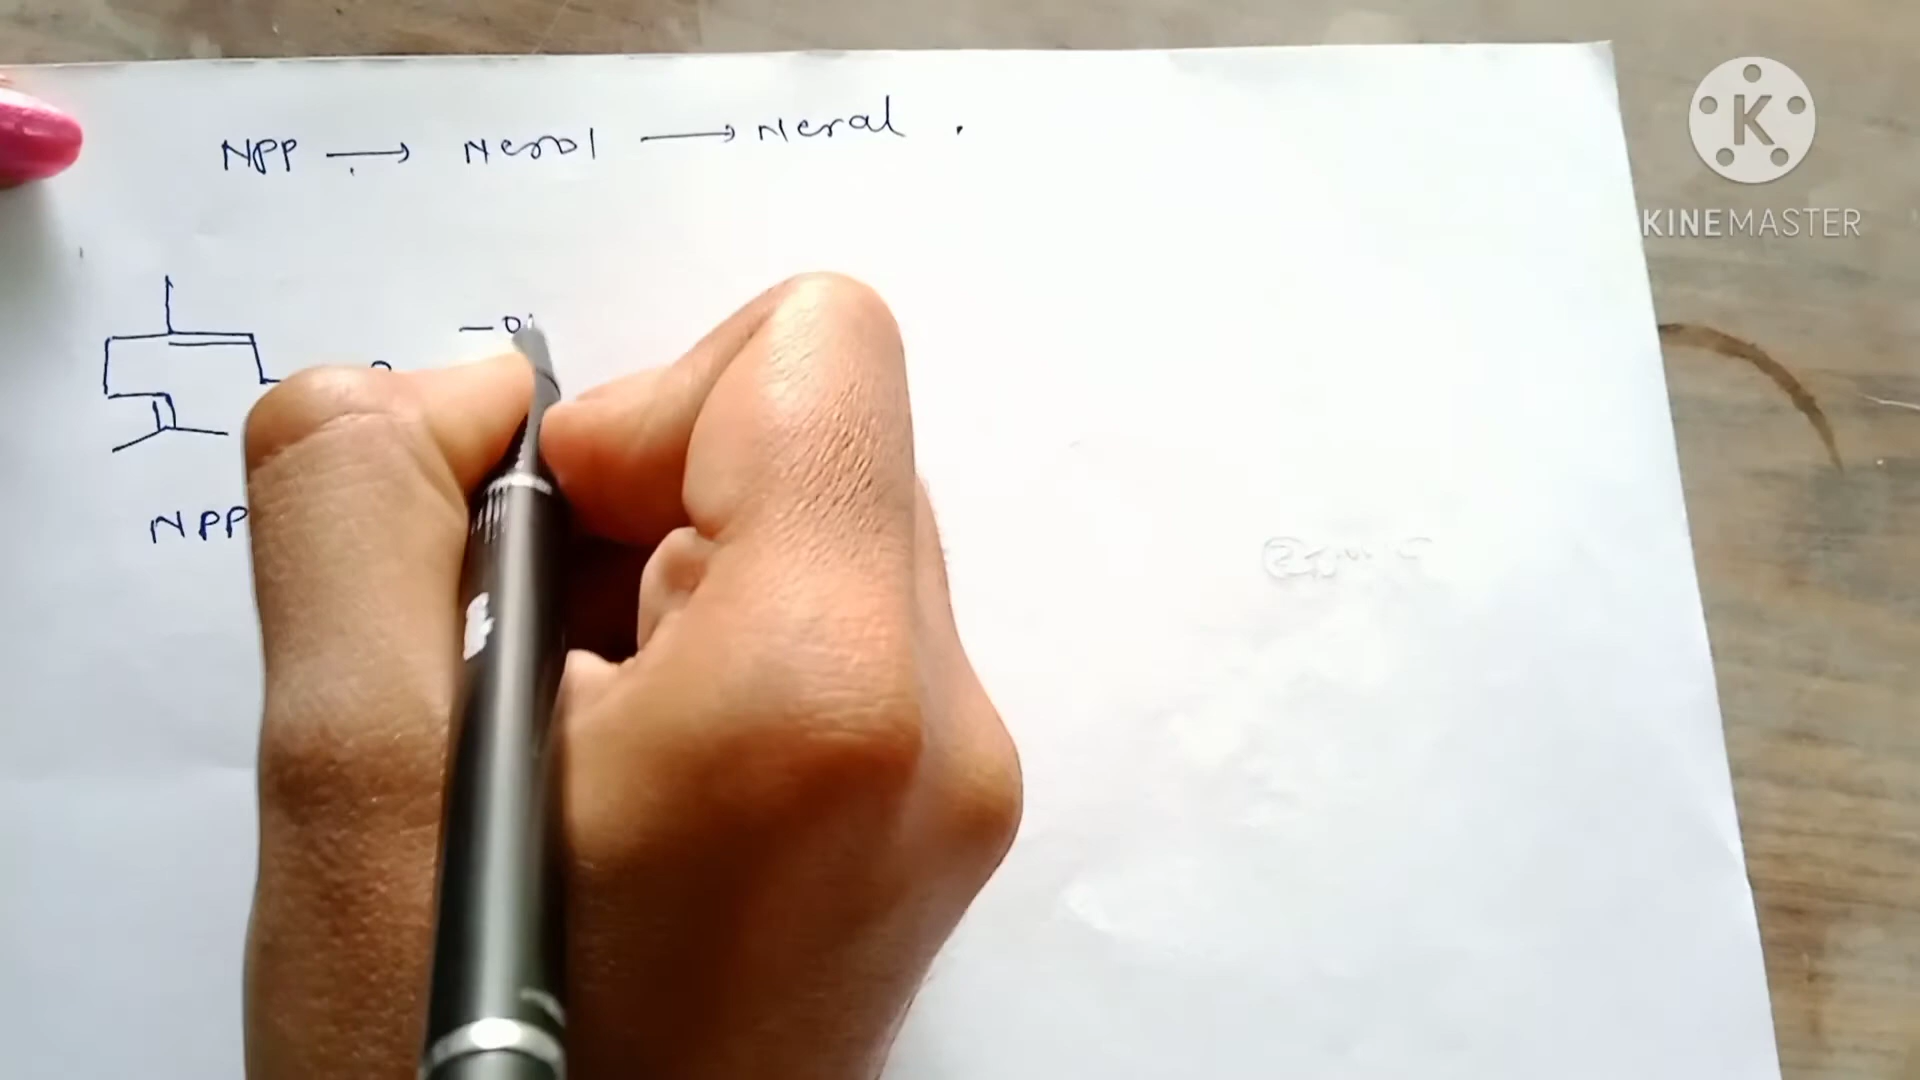 NPP → Nerol → Neral .
K
KINEMASTER
NPP